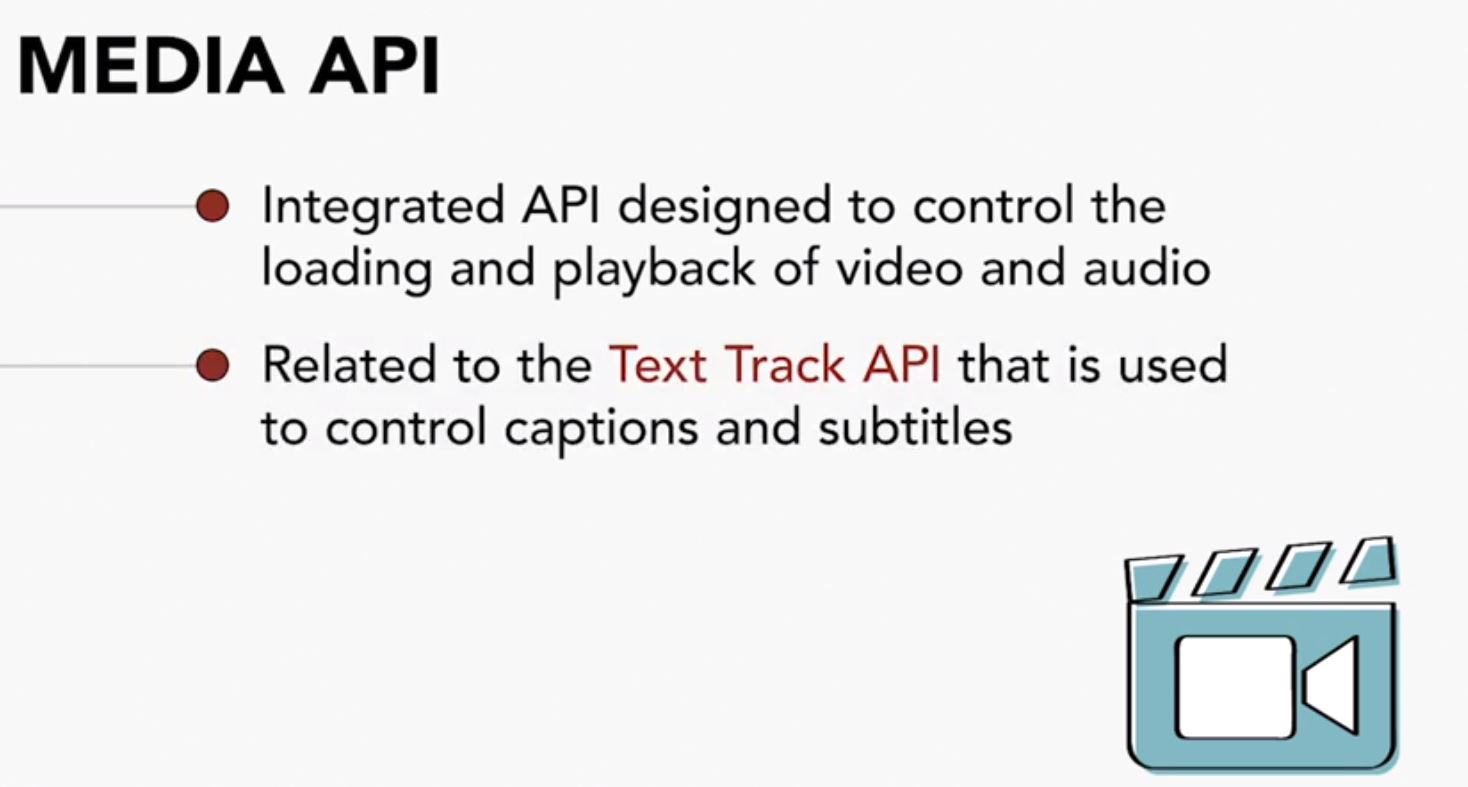 MEDIA API
Integrated API designed to control the
loading and playback of video and audio
Related to the Text Track API that is used
to control captions and subtitles